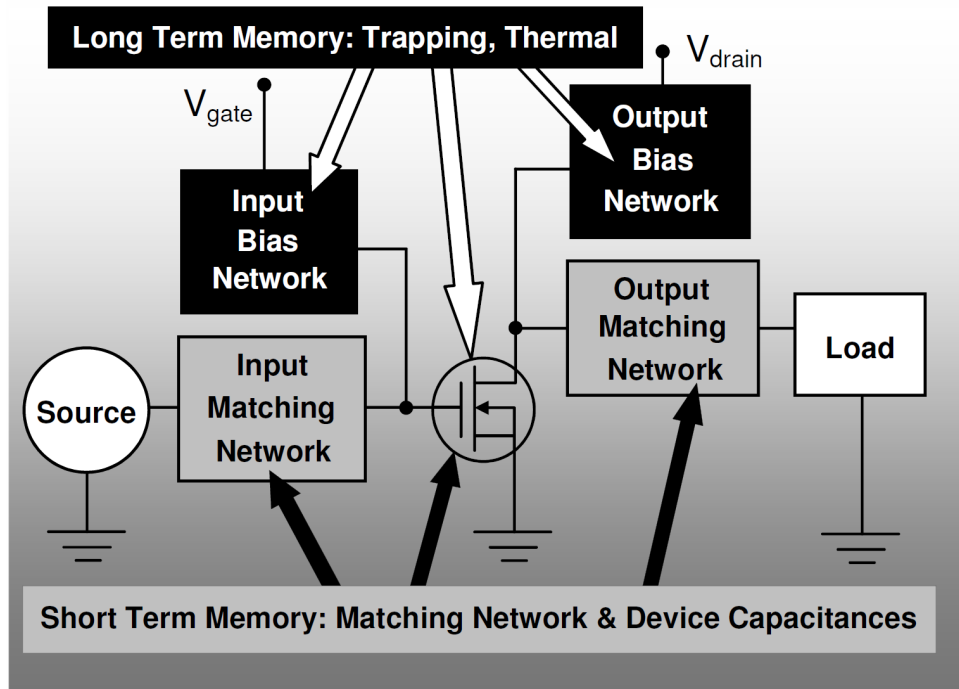 Long Term Memory: Trapping, Thermal
Vgate
Vdrain
Input
Bias
Network
Output
Bias
Network
Source
Input
Matching
Network
Output
Matching
Network
Load
Short Term Memory: Matching Network & Device Capacitances